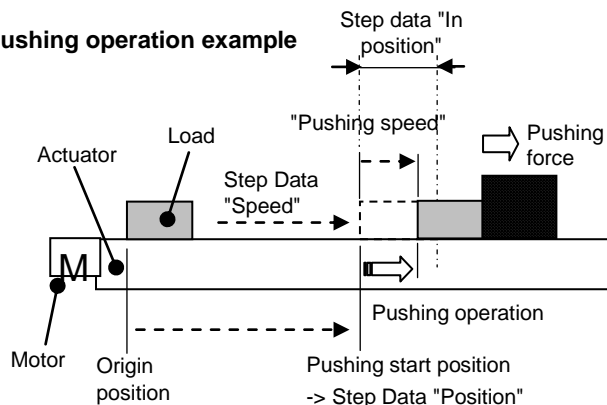 Pushing operation example
Step data "In
position"
"Pushing speed"
Pushing
force
Load
Actuator
Step Data
"Speed"
M
Pushing operation
Motor
Origin
position
Pushing start position
-> Step Data "Position"